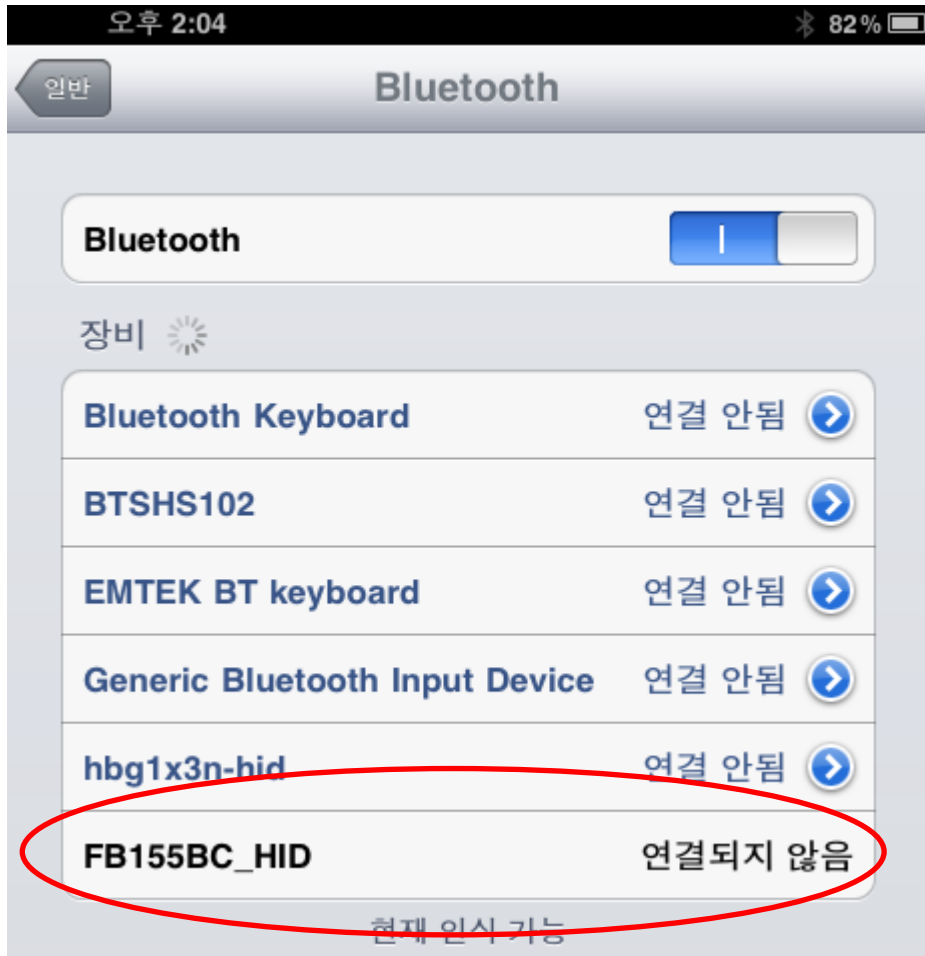 오후 2:04 82%
일반 Bluetooth
Bluetooth
장비
Bluetooth Keyboard 연결 안됨
BTSHS102 연결 안됨
EMTEK BT keyboard 연결 안됨
Generic Bluetooth Input Device 연결 안됨
hbg1x3n-hid 연결 안됨
FB155BC_HID 연결되지 않음
현재 인식 가능